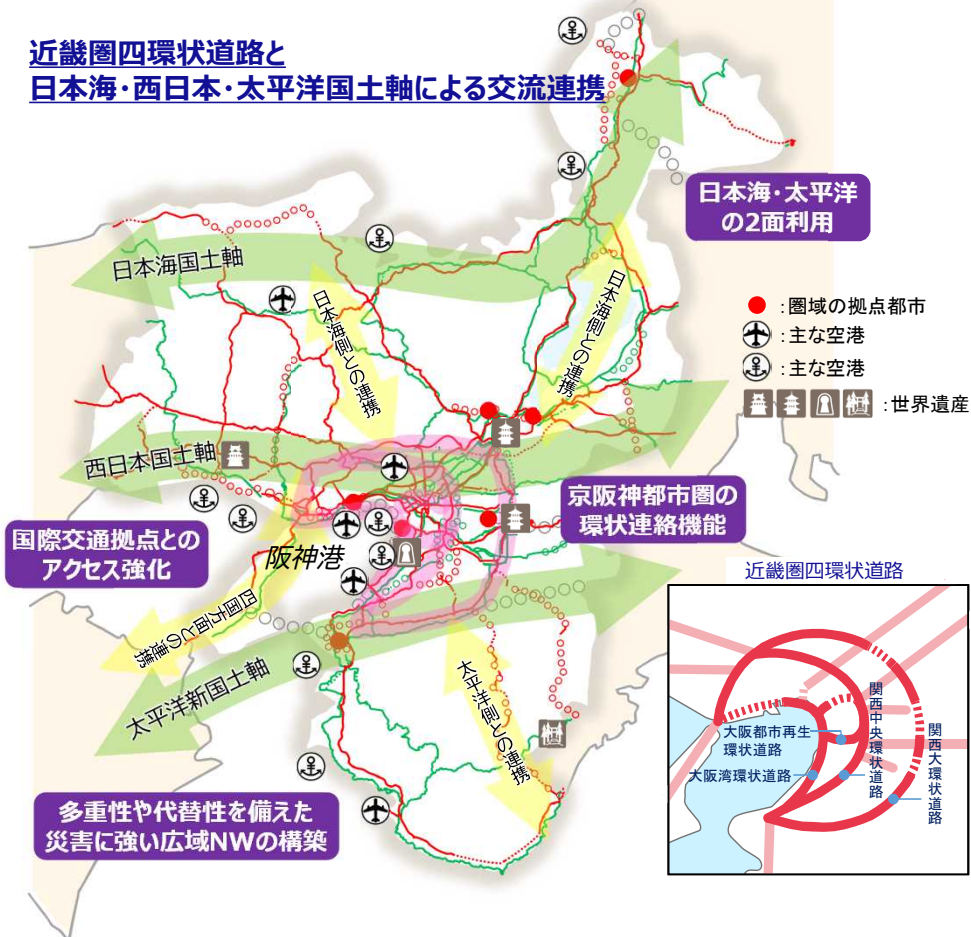 近畿圏四環状道路と
日本海・西日本・太平洋国土軸による交流連携
日本海・太平洋
の2面利用
日本海国土軸
日本海側との連携
日本海側との連携
：圏域の拠点都市
：主な空港
：主な空港
：世界遺産
西日本国土軸
京阪神都市圏の
環状連絡機能
国際交通拠点との
アクセス強化
阪神港
四国方面との連携
太平洋新国土軸
太平洋側との連携
多重性や代替性を備えた
災害に強い広域NWの構築
近畿圏四環状道路
大阪都市再生
環状道路
大阪湾環状道路
関西中央環状道路
関西大環状道路